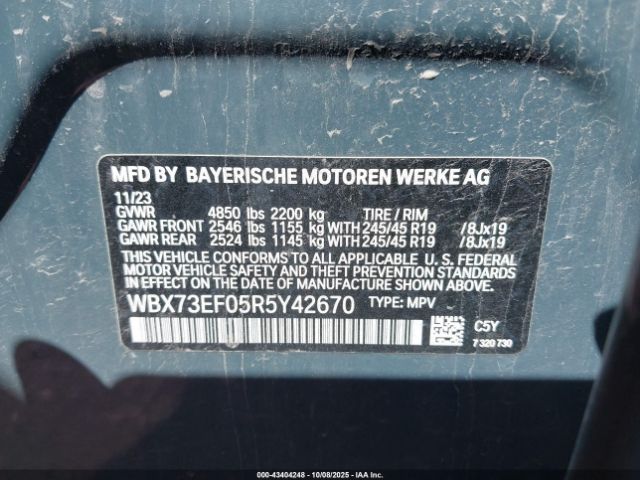 MFD BY BAYERISCHE MOTOREN WERKE AG
11/23
GVWR 4850 lbs 2200 kg TIRE / RIM
GAWR FRONT 2546 lbs 1155 kg WITH 245/45 R19 /8Jx19
GAWR REAR 2524 lbs 1145 kg WITH 245/45 R19 /8Jx19
THIS VEHICLE CONFORMS TO ALL APPLICABLE U. S. FEDERAL
MOTOR VEHICLE SAFETY AND THEFT PREVENTION STANDARDS
IN EFFECT ON THE DATE OF MANUFACTURE SHOWN ABOVE.
WBX73EF05R5Y42670 TYPE: MPV
C5Y
7 320 730
000-43404248 - 10/08/2025 - IAA Inc.